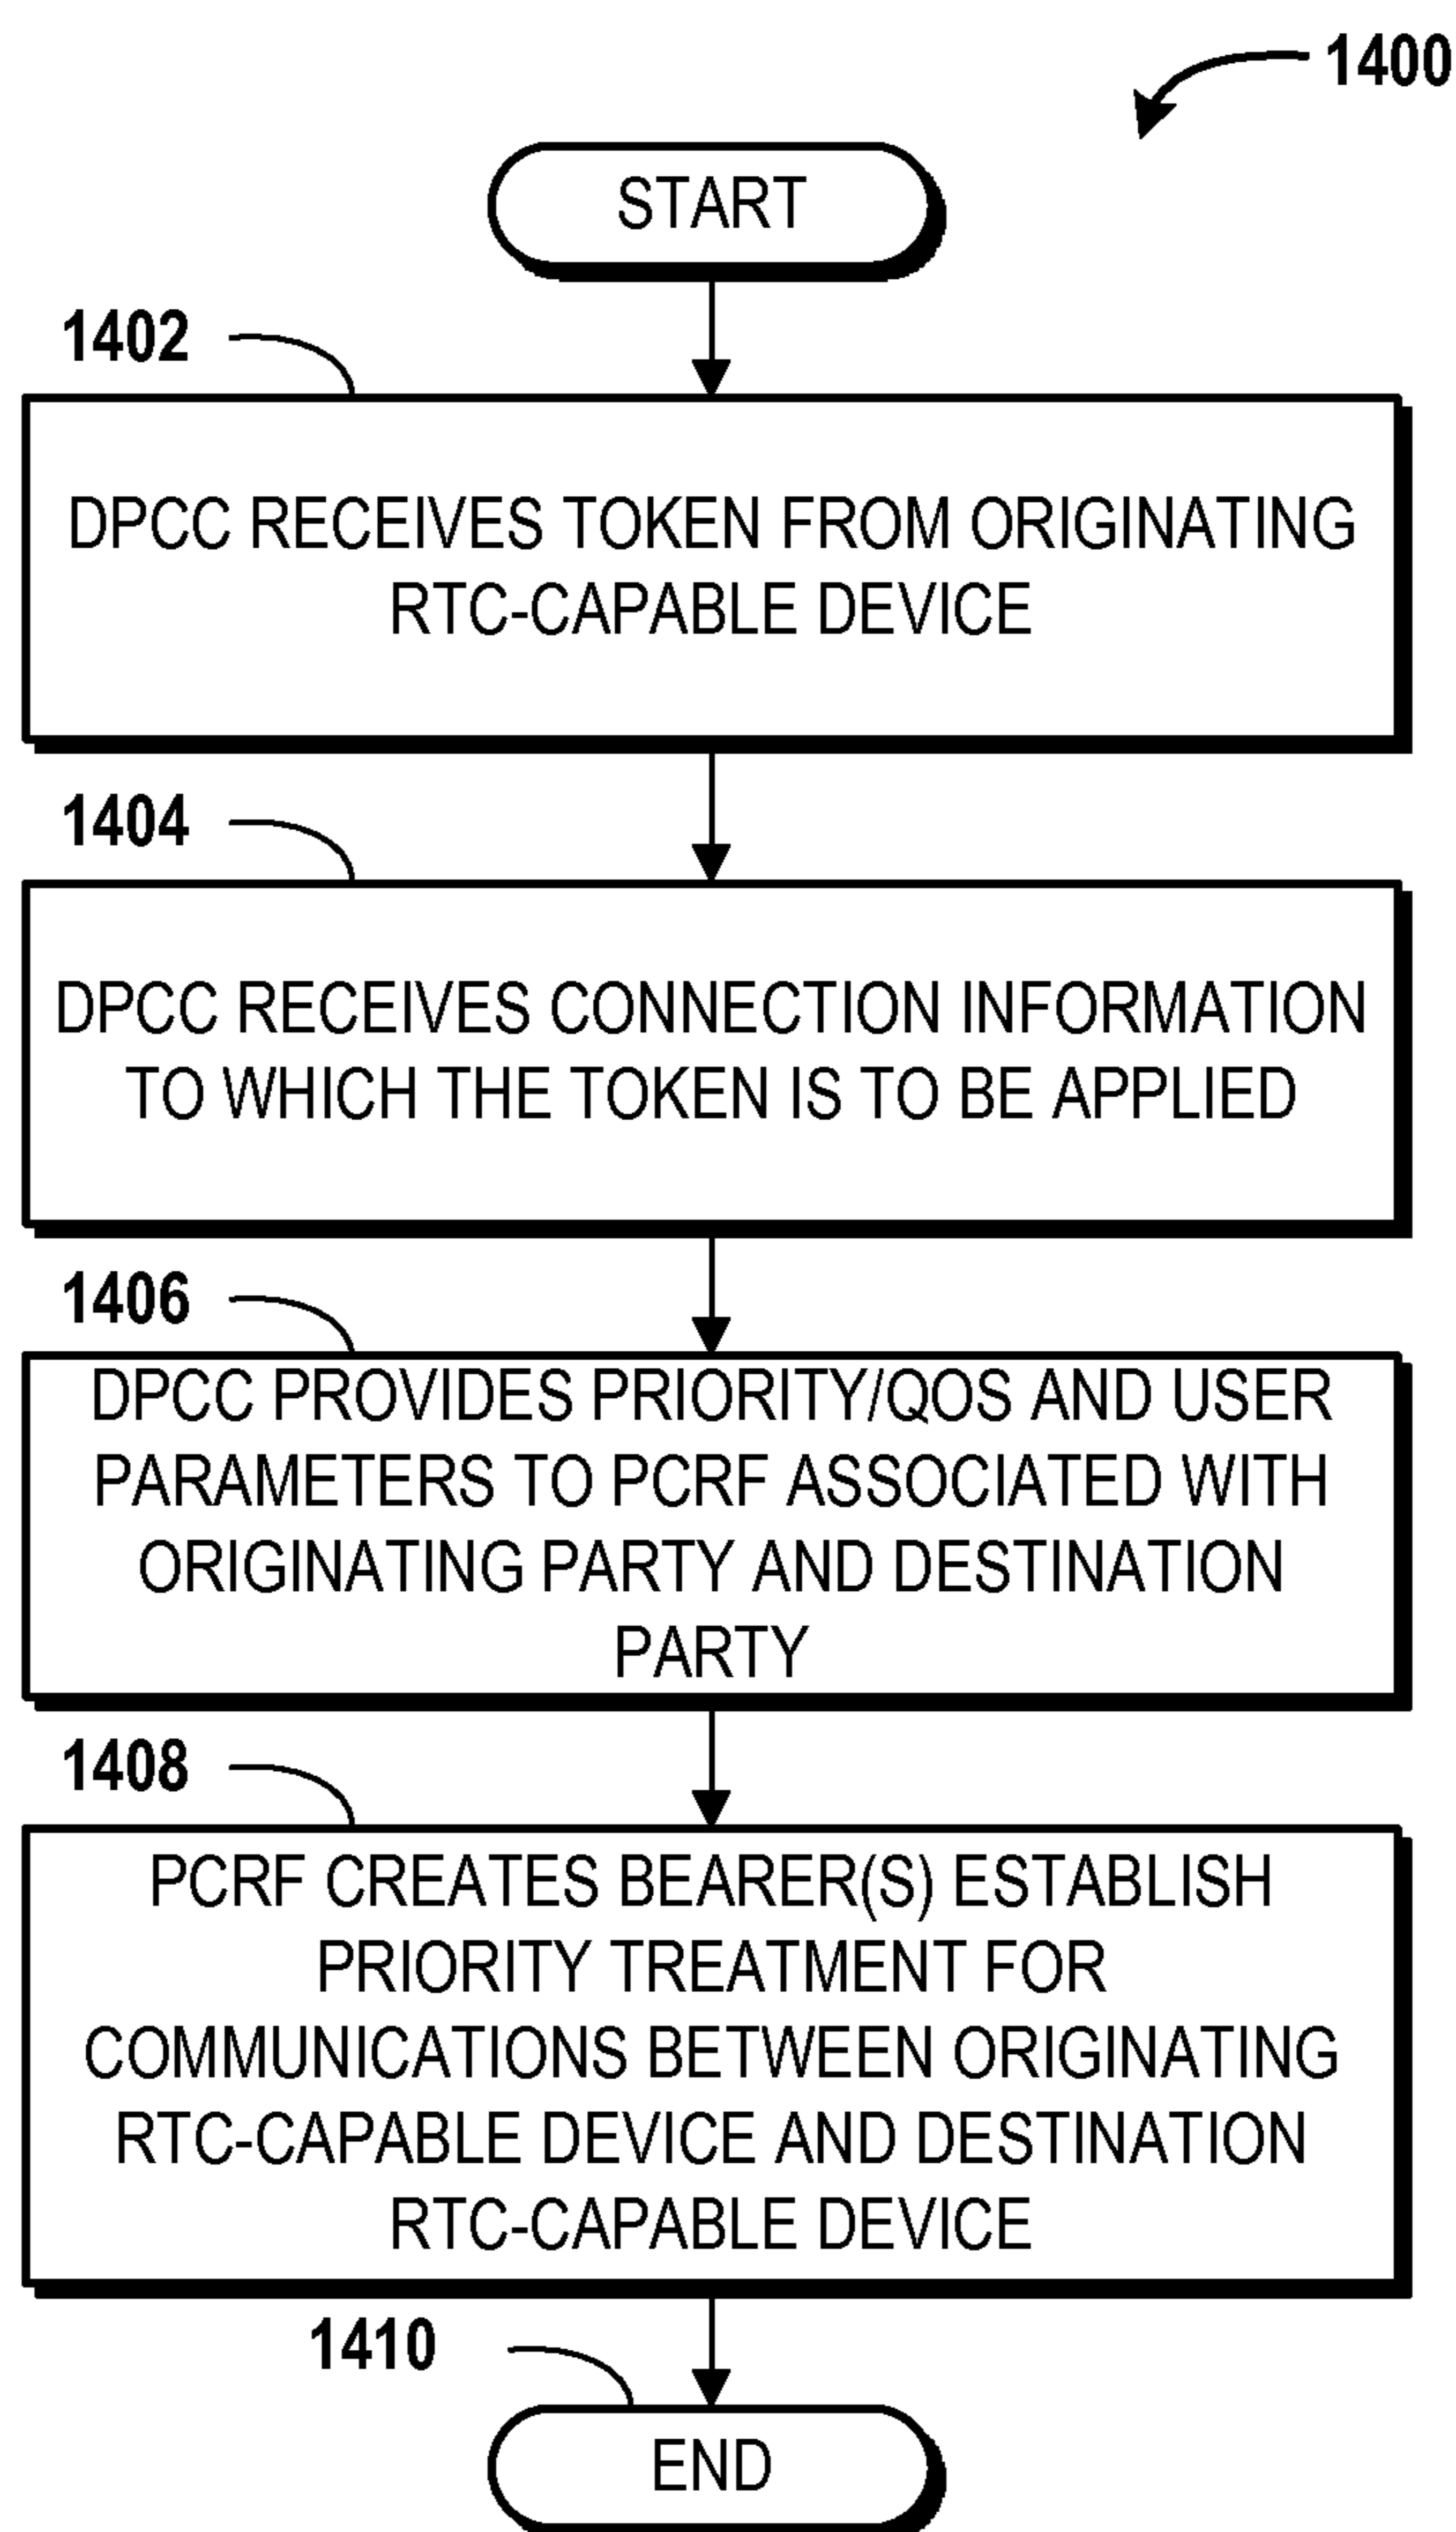 1400
START
1402
DPCC RECEIVES TOKEN FROM ORIGINATING
RTC-CAPABLE DEVICE
1404
DPCC RECEIVES CONNECTION INFORMATION
TO WHICH THE TOKEN IS TO BE APPLIED
1406
DPCC PROVIDES PRIORITY/QOS AND USER
PARAMETERS TO PCRF ASSOCIATED WITH
ORIGINATING PARTY AND DESTINATION
PARTY
1408
PCRF CREATES BEARER(S) ESTABLISH
PRIORITY TREATMENT FOR
COMMUNICATIONS BETWEEN ORIGINATING
RTC-CAPABLE DEVICE AND DESTINATION
RTC-CAPABLE DEVICE
1410
END